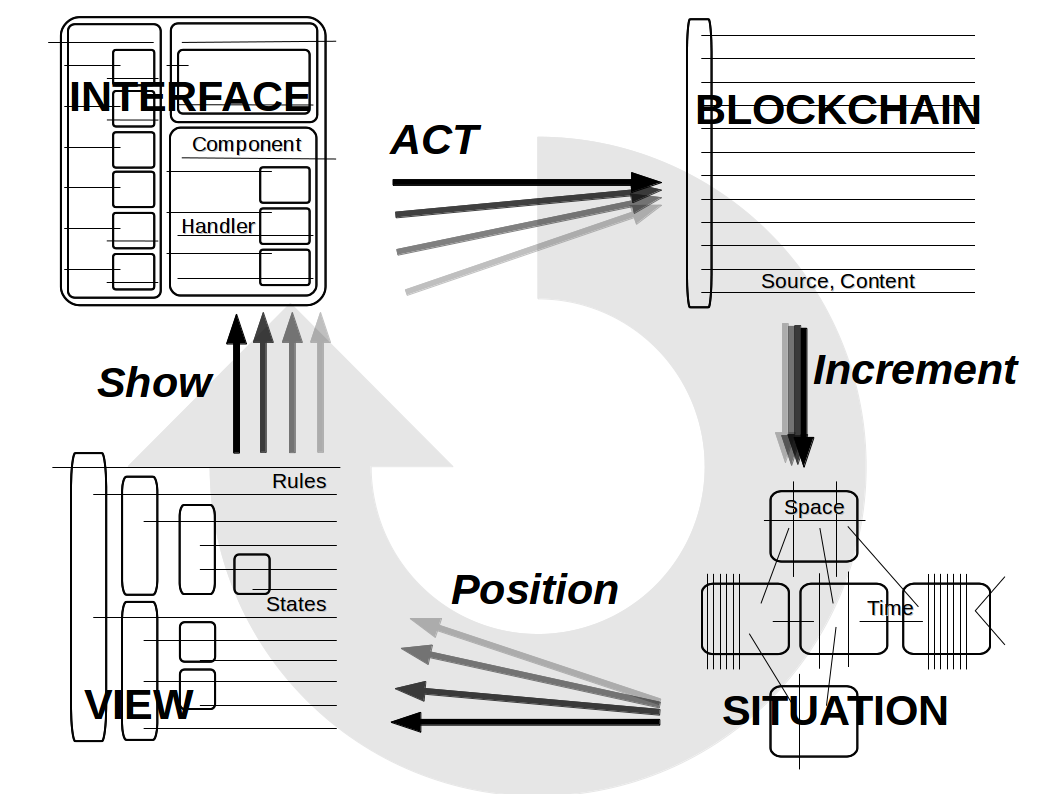 INTERFACE
Component
Handler
ACT
BLOCKCHAIN
Source, Content
Show
Increment
Rules
States
VIEW
Position
Space
Time
SITUATION